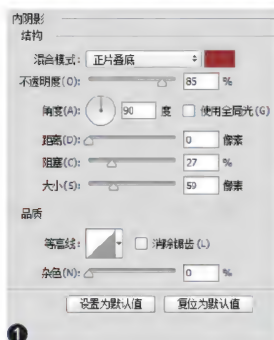 内阴影
结构
混合模式: 正片叠底
不透明度(O): 85 %
角度(A): 90 度 使用全局光(G)
距离(D): 0 像素
阻塞(C): 27 %
大小(S): 59 像素
品质
等高线: 消除锯齿(L)
杂色(N): 0 %
设置为默认值 复位为默认值
1